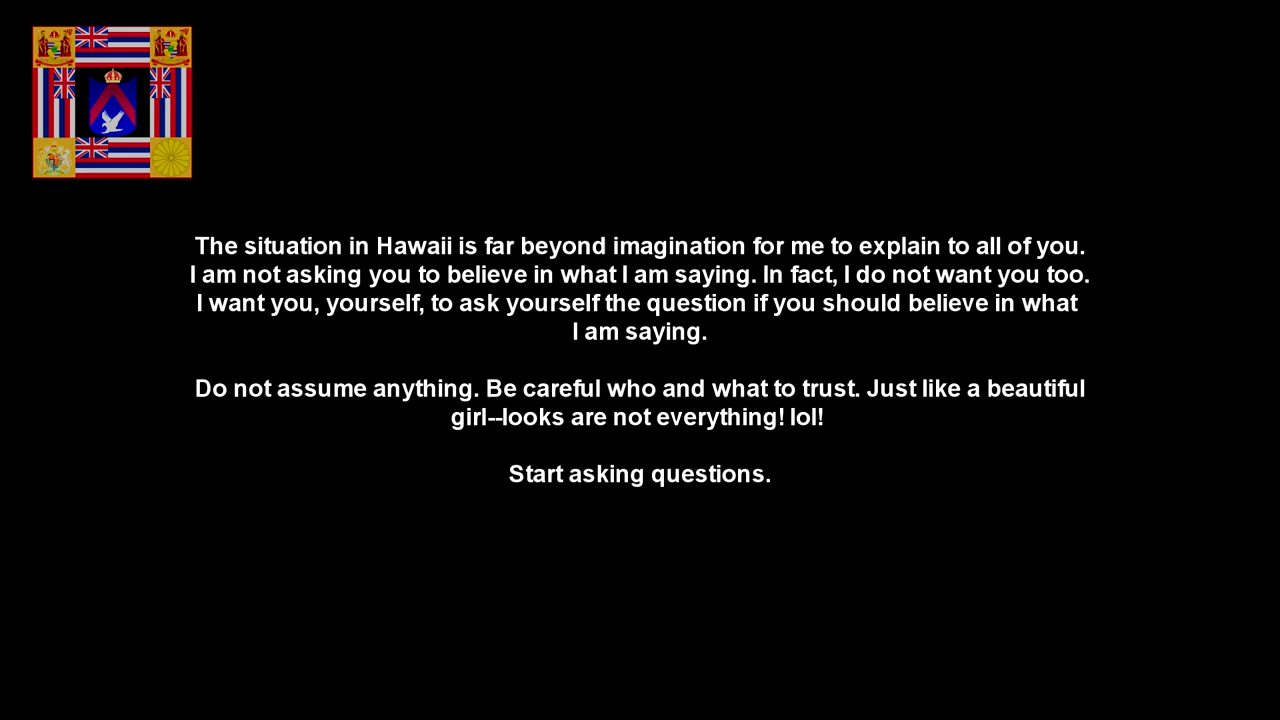 The situation in Hawaii is far beyond imagination for me to explain to all of you.
I am not asking you to believe in what I am saying. In fact, I do not want you too.
I want you, yourself, to ask yourself the question if you should believe in what
I am saying.
Do not assume anything. Be careful who and what to trust. Just like a beautiful
girl--looks are not everything! lol!
Start asking questions.